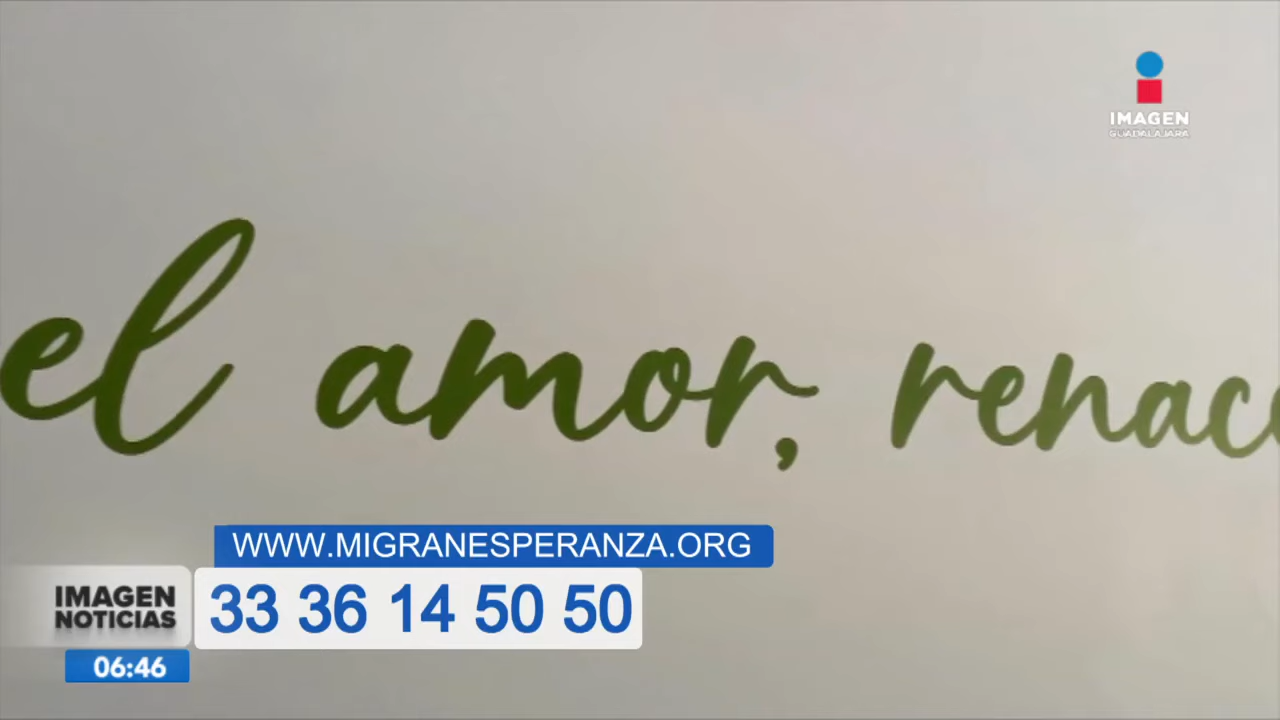 IMAGEN
GUADALAJARA
el amor,
WWW.MIGRANESPERANZA.ORG
IMAGEN
NOTICIAS
33 36 14 50 50
06:46